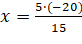 x = 5·(−20)/15